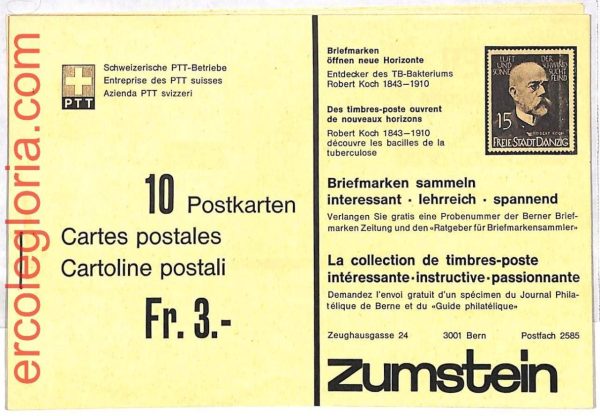 ercolegloria.com
PTT
Schweizerische PTT-Betriebe
Entreprise des PTT suisses
Azienda PTT svizzeri
10 Postkarten
Cartes postales
Cartoline postali
Fr. 3.-
Briefmarken
öffnen neue Horizonte
Entdecker des TB-Bakteriums
Robert Koch 1843–1910
Des timbres-poste ouvrent
de nouveaux horizons
Robert Koch 1843–1910
découvre les bacilles de la
tuberculose
LUFT UND SONNE
DER SCHWINDSUCHT FEIND
15
ROBERT KOCH
FREIE STADT DANZIG
Briefmarken sammeln
interessant · lehrreich · spannend
Verlangen Sie gratis eine Probenummer der Berner Brief-
marken Zeitung und den «Ratgeber für Briefmarkensammler»
La collection de timbres-poste
intéressante · instructive · passionnante
Demandez l'envoi gratuit d'un spécimen du Journal Phila-
télique de Berne et du «Guide philatélique»
Zeughausgasse 24 3001 Bern Postfach 2585
zumstein